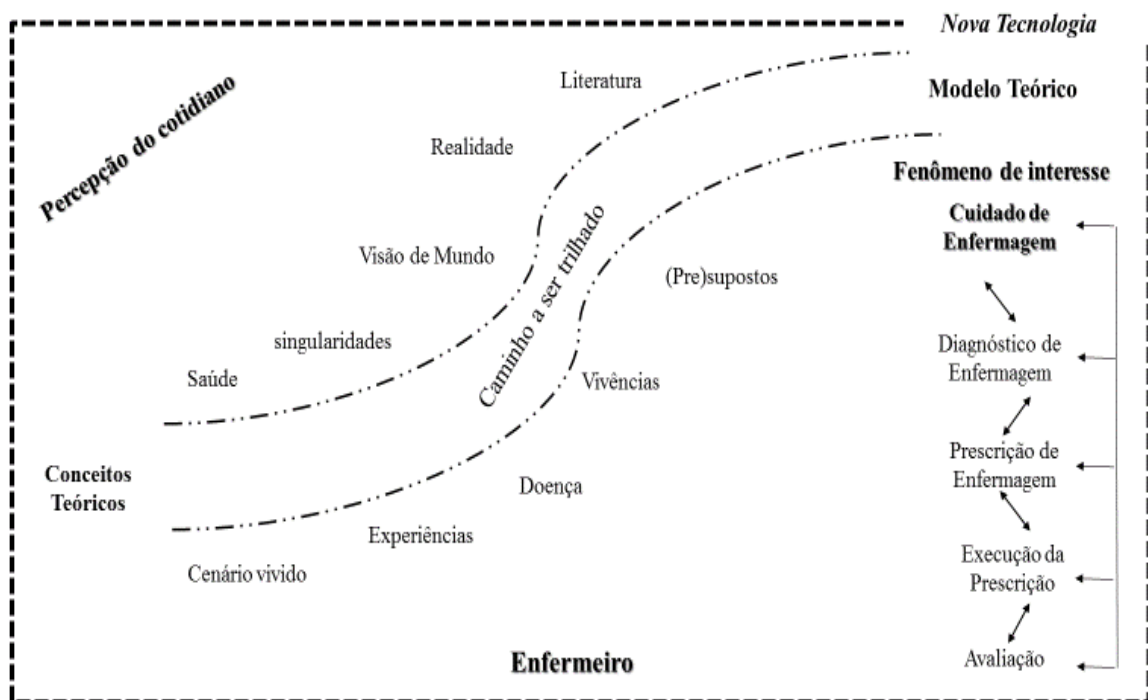 Nova Tecnologia
Percepção do cotidiano
Literatura
Modelo Teórico
Realidade
Fenômeno de interesse
Cuidado de
Enfermagem
Visão de Mundo
Caminho a ser trilhado
(Pre)supostos
singularidades
Diagnóstico de
Enfermagem
Saúde
Vivências
Prescrição de
Enfermagem
Conceitos
Teóricos
Doença
Experiências
Execução da
Prescrição
Cenário vivido
Enfermeiro
Avaliação